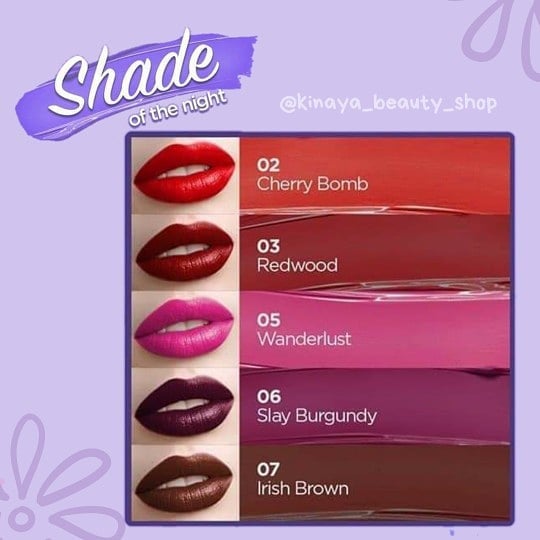 Shade
of the night
@kinaya_beauty_shop
02
Cherry Bomb
03
Redwood
05
Wanderlust
06
Slay Burgundy
07
Irish Brown